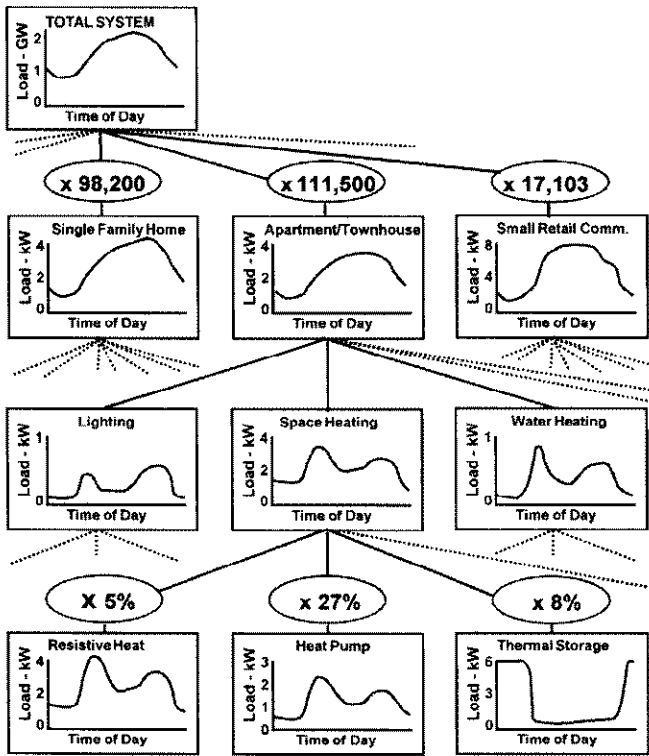 TOTAL SYSTEM
Load - GW
2
1
0
Time of Day
x 98,200
x 111,500
x 17,103
Single Family Home
Load - kW
4
2
0
Time of Day
Apartment/Townhouse
Load - kW
4
2
0
Time of Day
Small Retail Comm.
Load - kW
8
4
0
Time of Day
Lighting
Load - kW
1
0
Time of Day
Space Heating
Load - kW
4
2
0
Time of Day
Water Heating
Load - kW
1
0
Time of Day
X 5%
x 27%
x 8%
Resistive Heat
Load - kW
4
2
0
Time of Day
Heat Pump
Load - kW
3
2
1
0
Time of Day
Thermal Storage
Load - kW
6
3
0
Time of Day